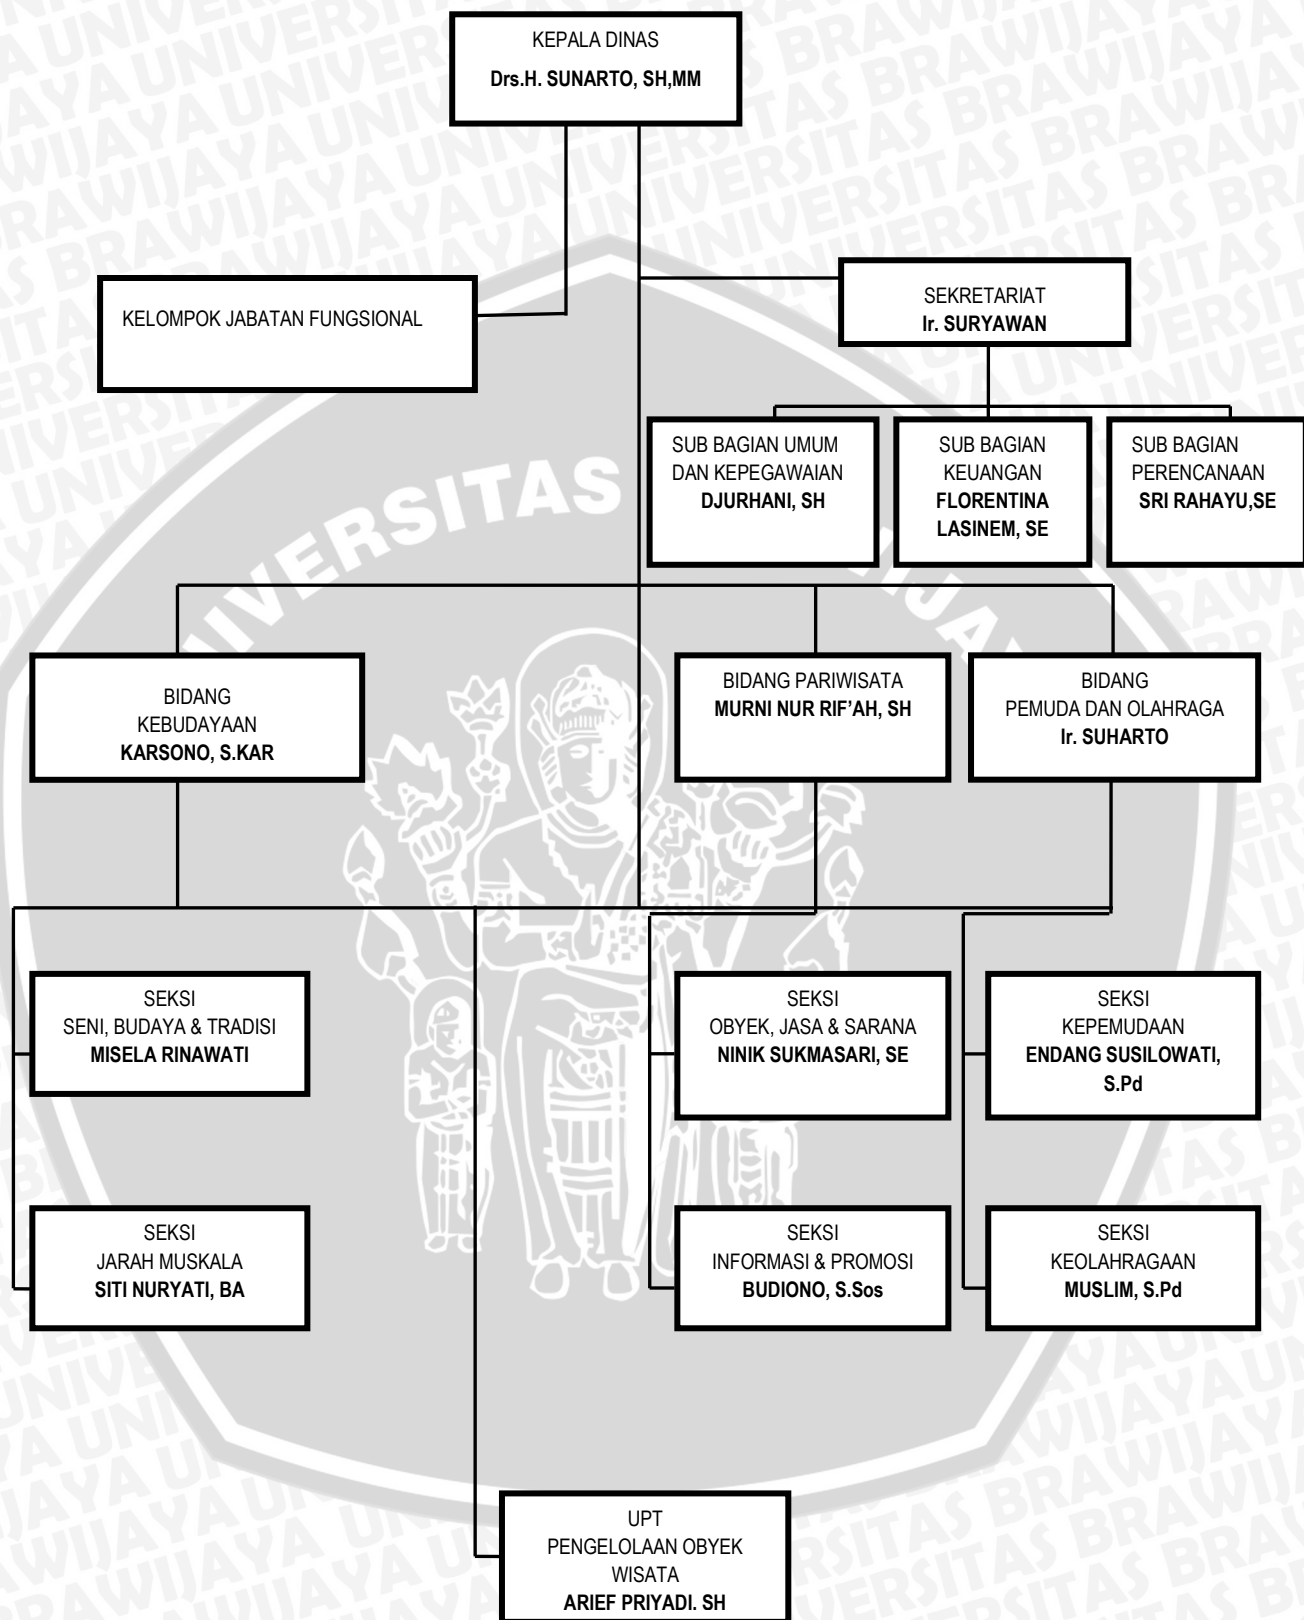 KEPALA DINAS
Drs.H. SUNARTO, SH,MM
KELOMPOK JABATAN FUNGSIONAL
SEKRETARIAT
Ir. SURYAWAN
SUB BAGIAN UMUM
DAN KEPEGAWAIAN
DJURHANI, SH
SUB BAGIAN
KEUANGAN
FLORENTINA
LASINEM, SE
SUB BAGIAN
PERENCANAAN
SRI RAHAYU,SE
BIDANG
KEBUDAYAAN
KARSONO, S.KAR
BIDANG PARIWISATA
MURNI NUR RIF’AH, SH
BIDANG
PEMUDA DAN OLAHRAGA
Ir. SUHARTO
SEKSI
SENI, BUDAYA & TRADISI
MISELA RINAWATI
SEKSI
OBYEK, JASA & SARANA
NINIK SUKMASARI, SE
SEKSI
KEPEMUDAAN
ENDANG SUSILOWATI,
S.Pd
SEKSI
JARAH MUSKALA
SITI NURYATI, BA
SEKSI
INFORMASI & PROMOSI
BUDIONO, S.Sos
SEKSI
KEOLAHRAGAAN
MUSLIM, S.Pd
UPT
PENGELOLAAN OBYEK
WISATA
ARIEF PRIYADI. SH